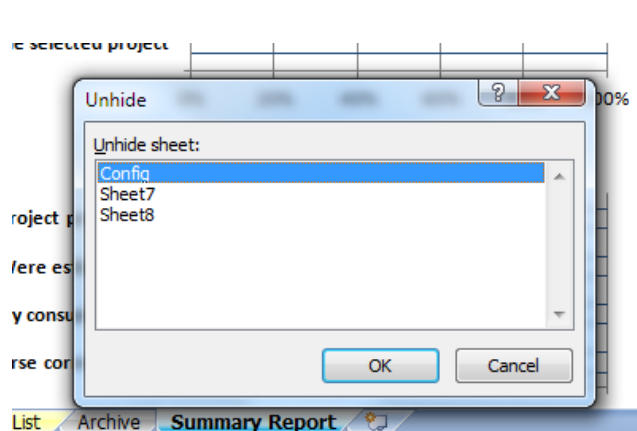 selected project
Unhide
00%
Unhide sheet:
Config
Sheet7
Sheet8
roject p
Were es
y consu
rse cor
OK Cancel
List Archive Summary Report